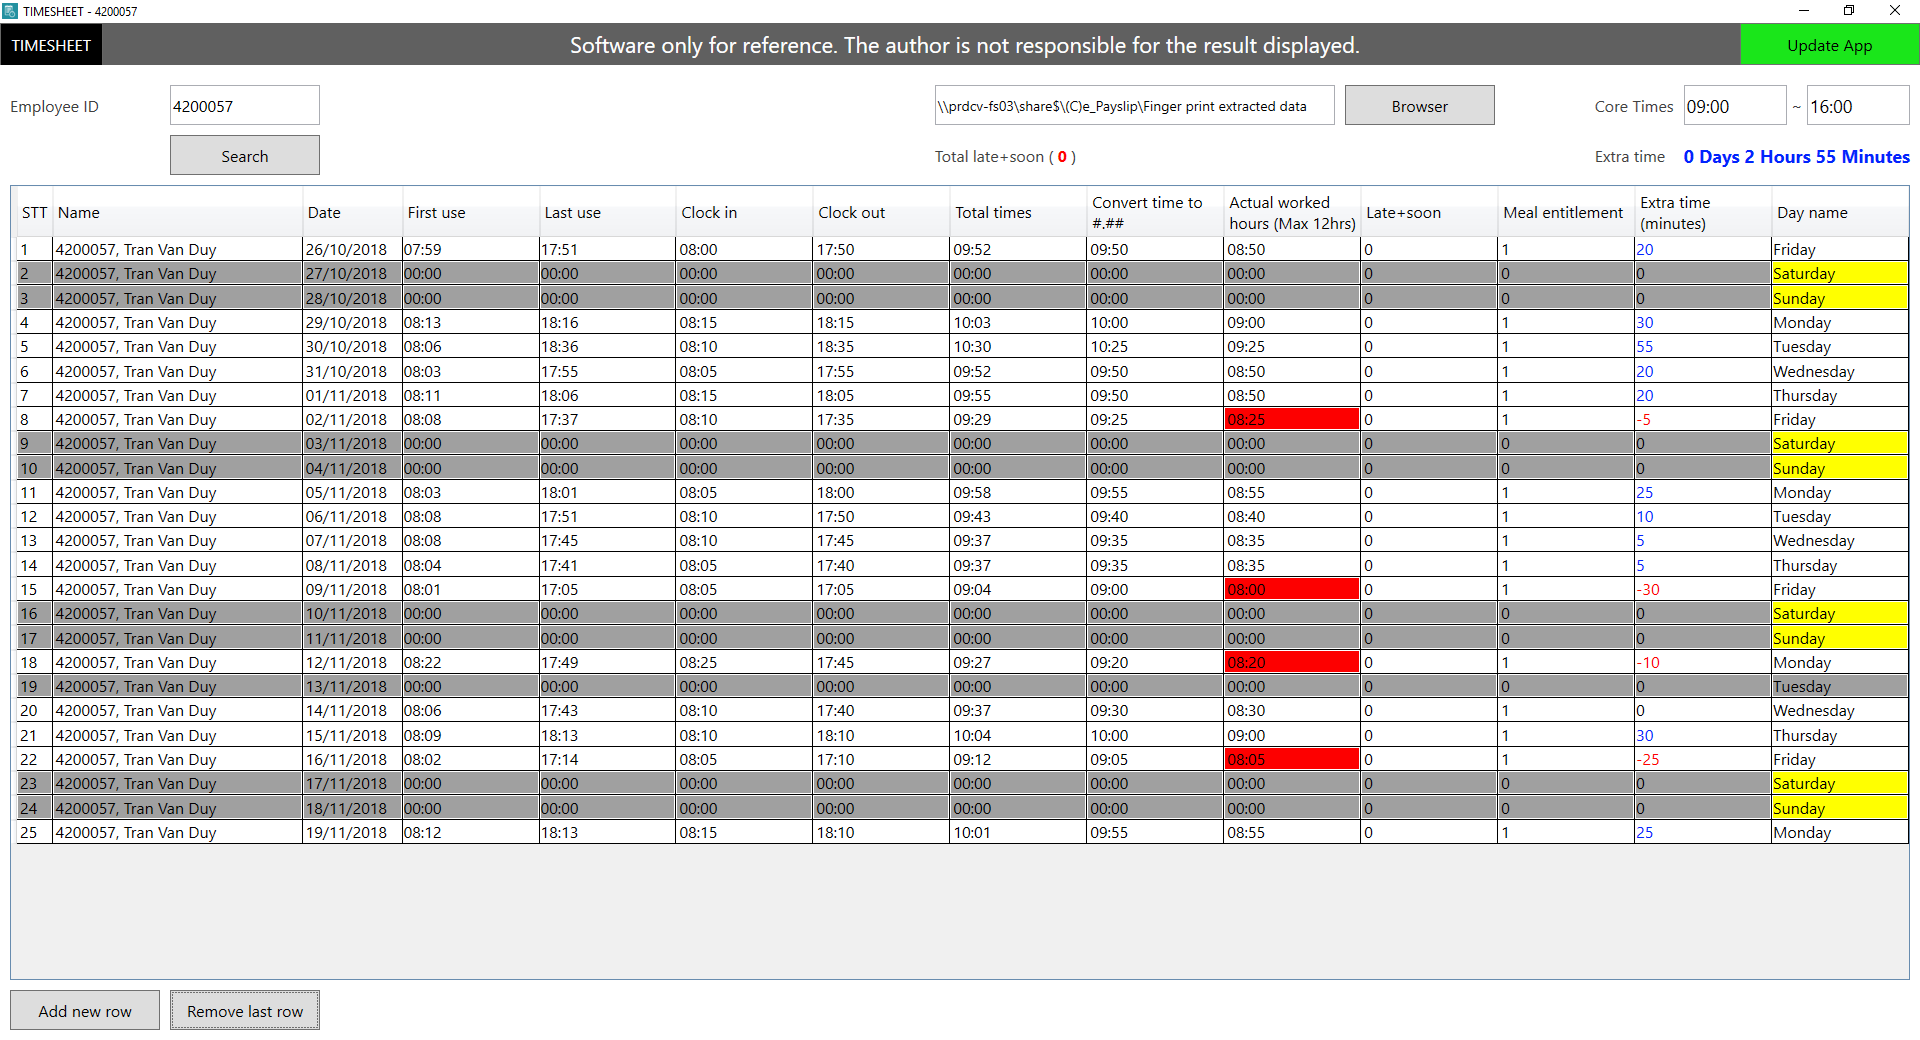 TIMESHEET - 4200057
TIMESHEET
Software only for reference. The author is not responsible for the result displayed.
Update App
Employee ID
4200057
\\prdcv-fs03\share$\(C)e_Payslip\Finger print extracted data
Browser
Core Times
09:00
~
16:00
Search
Total late+soon ( 0 )
Extra time
0 Days 2 Hours 55 Minutes
STT Name Date First use Last use Clock in Clock out Total times Convert time to #.## Actual worked hours (Max 12hrs) Late+soon Meal entitlement Extra time (minutes) Day name
1 4200057, Tran Van Duy 26/10/2018 07:59 17:51 08:00 17:50 09:52 09:50 08:50 0 1 20 Friday
2 4200057, Tran Van Duy 27/10/2018 00:00 00:00 00:00 00:00 00:00 00:00 00:00 0 0 0 Saturday
3 4200057, Tran Van Duy 28/10/2018 00:00 00:00 00:00 00:00 00:00 00:00 00:00 0 0 0 Sunday
4 4200057, Tran Van Duy 29/10/2018 08:13 18:16 08:15 18:15 10:03 10:00 09:00 0 1 30 Monday
5 4200057, Tran Van Duy 30/10/2018 08:06 18:36 08:10 18:35 10:30 10:25 09:25 0 1 55 Tuesday
6 4200057, Tran Van Duy 31/10/2018 08:03 17:55 08:05 17:55 09:52 09:50 08:50 0 1 20 Wednesday
7 4200057, Tran Van Duy 01/11/2018 08:11 18:06 08:15 18:05 09:55 09:50 08:50 0 1 20 Thursday
8 4200057, Tran Van Duy 02/11/2018 08:08 17:37 08:10 17:35 09:29 09:25 08:25 0 1 -5 Friday
9 4200057, Tran Van Duy 03/11/2018 00:00 00:00 00:00 00:00 00:00 00:00 00:00 0 0 0 Saturday
10 4200057, Tran Van Duy 04/11/2018 00:00 00:00 00:00 00:00 00:00 00:00 00:00 0 0 0 Sunday
11 4200057, Tran Van Duy 05/11/2018 08:03 18:01 08:05 18:00 09:58 09:55 08:55 0 1 25 Monday
12 4200057, Tran Van Duy 06/11/2018 08:08 17:51 08:10 17:50 09:43 09:40 08:40 0 1 10 Tuesday
13 4200057, Tran Van Duy 07/11/2018 08:08 17:45 08:10 17:45 09:37 09:35 08:35 0 1 5 Wednesday
14 4200057, Tran Van Duy 08/11/2018 08:04 17:41 08:05 17:40 09:37 09:35 08:35 0 1 5 Thursday
15 4200057, Tran Van Duy 09/11/2018 08:01 17:05 08:05 17:05 09:04 09:00 08:00 0 1 -30 Friday
16 4200057, Tran Van Duy 10/11/2018 00:00 00:00 00:00 00:00 00:00 00:00 00:00 0 0 0 Saturday
17 4200057, Tran Van Duy 11/11/2018 00:00 00:00 00:00 00:00 00:00 00:00 00:00 0 0 0 Sunday
18 4200057, Tran Van Duy 12/11/2018 08:22 17:49 08:25 17:45 09:27 09:20 08:20 0 1 -10 Monday
19 4200057, Tran Van Duy 13/11/2018 00:00 00:00 00:00 00:00 00:00 00:00 00:00 0 0 0 Tuesday
20 4200057, Tran Van Duy 14/11/2018 08:06 17:43 08:10 17:40 09:37 09:30 08:30 0 1 0 Wednesday
21 4200057, Tran Van Duy 15/11/2018 08:09 18:13 08:10 18:10 10:04 10:00 09:00 0 1 30 Thursday
22 4200057, Tran Van Duy 16/11/2018 08:02 17:14 08:05 17:10 09:12 09:05 08:05 0 1 -25 Friday
23 4200057, Tran Van Duy 17/11/2018 00:00 00:00 00:00 00:00 00:00 00:00 00:00 0 0 0 Saturday
24 4200057, Tran Van Duy 18/11/2018 00:00 00:00 00:00 00:00 00:00 00:00 00:00 0 0 0 Sunday
25 4200057, Tran Van Duy 19/11/2018 08:12 18:13 08:15 18:10 10:01 09:55 08:55 0 1 25 Monday
Add new row
Remove last row